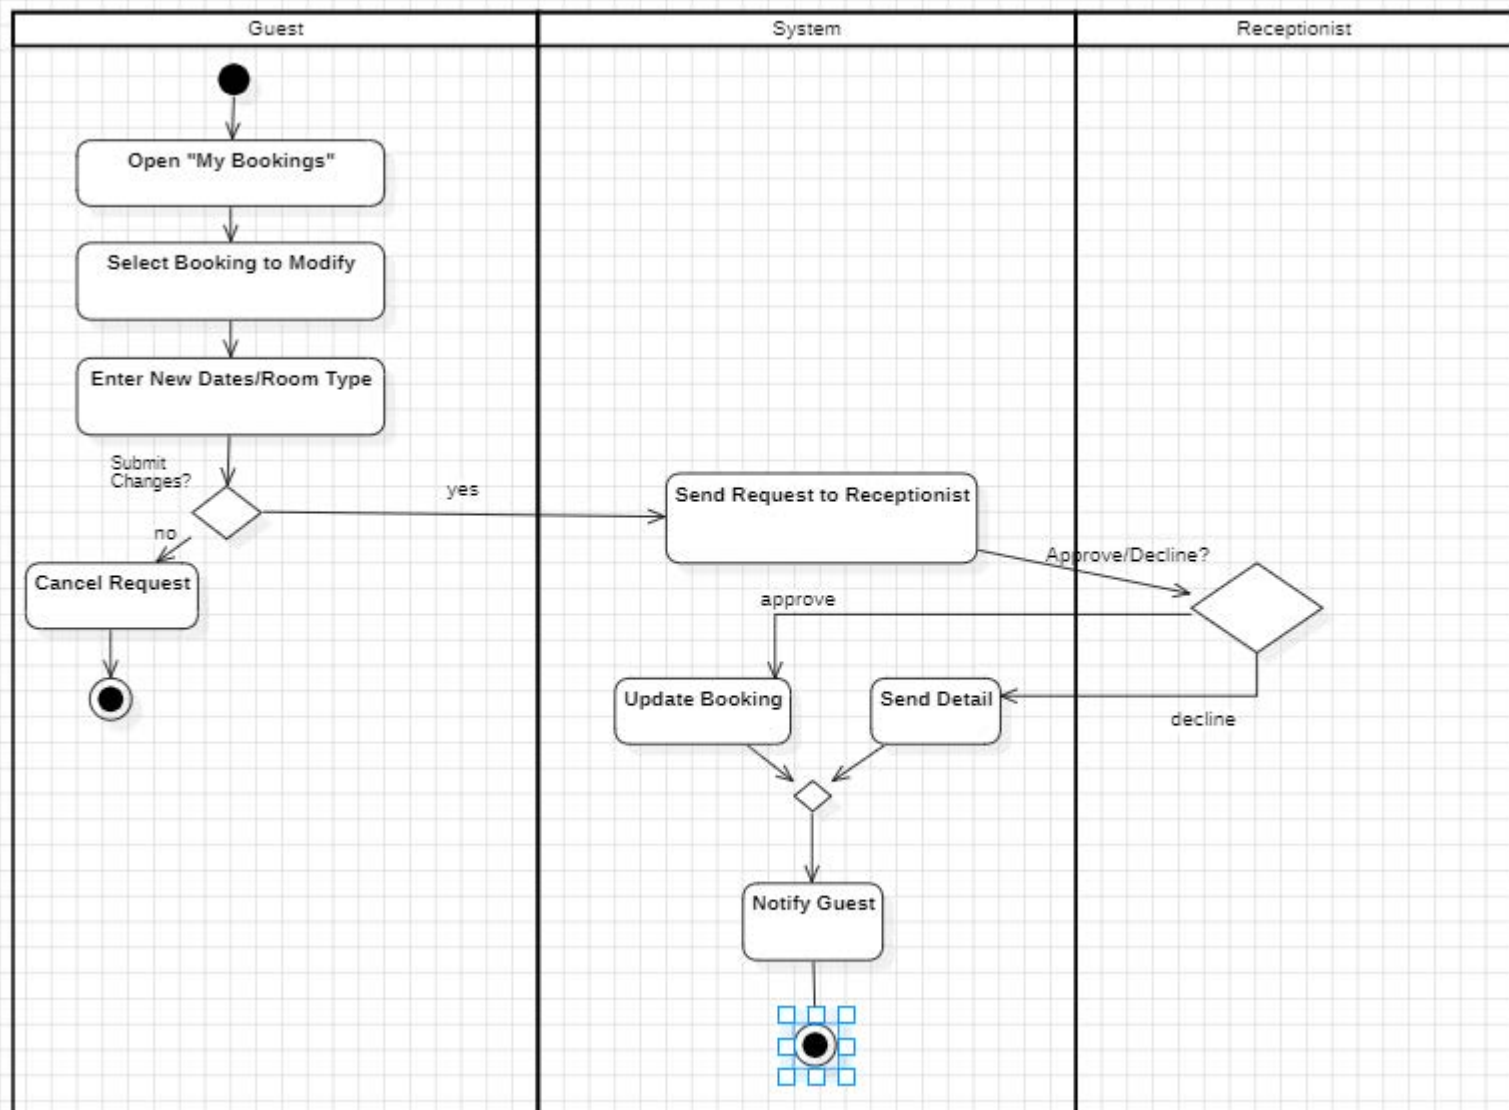 Guest
System
Receptionist
Open "My Bookings"
Select Booking to Modify
Enter New Dates/Room Type
Submit
Changes?
yes
no
Cancel Request
Send Request to Receptionist
Approve/Decline?
approve
Update Booking
Send Detail
decline
Notify Guest